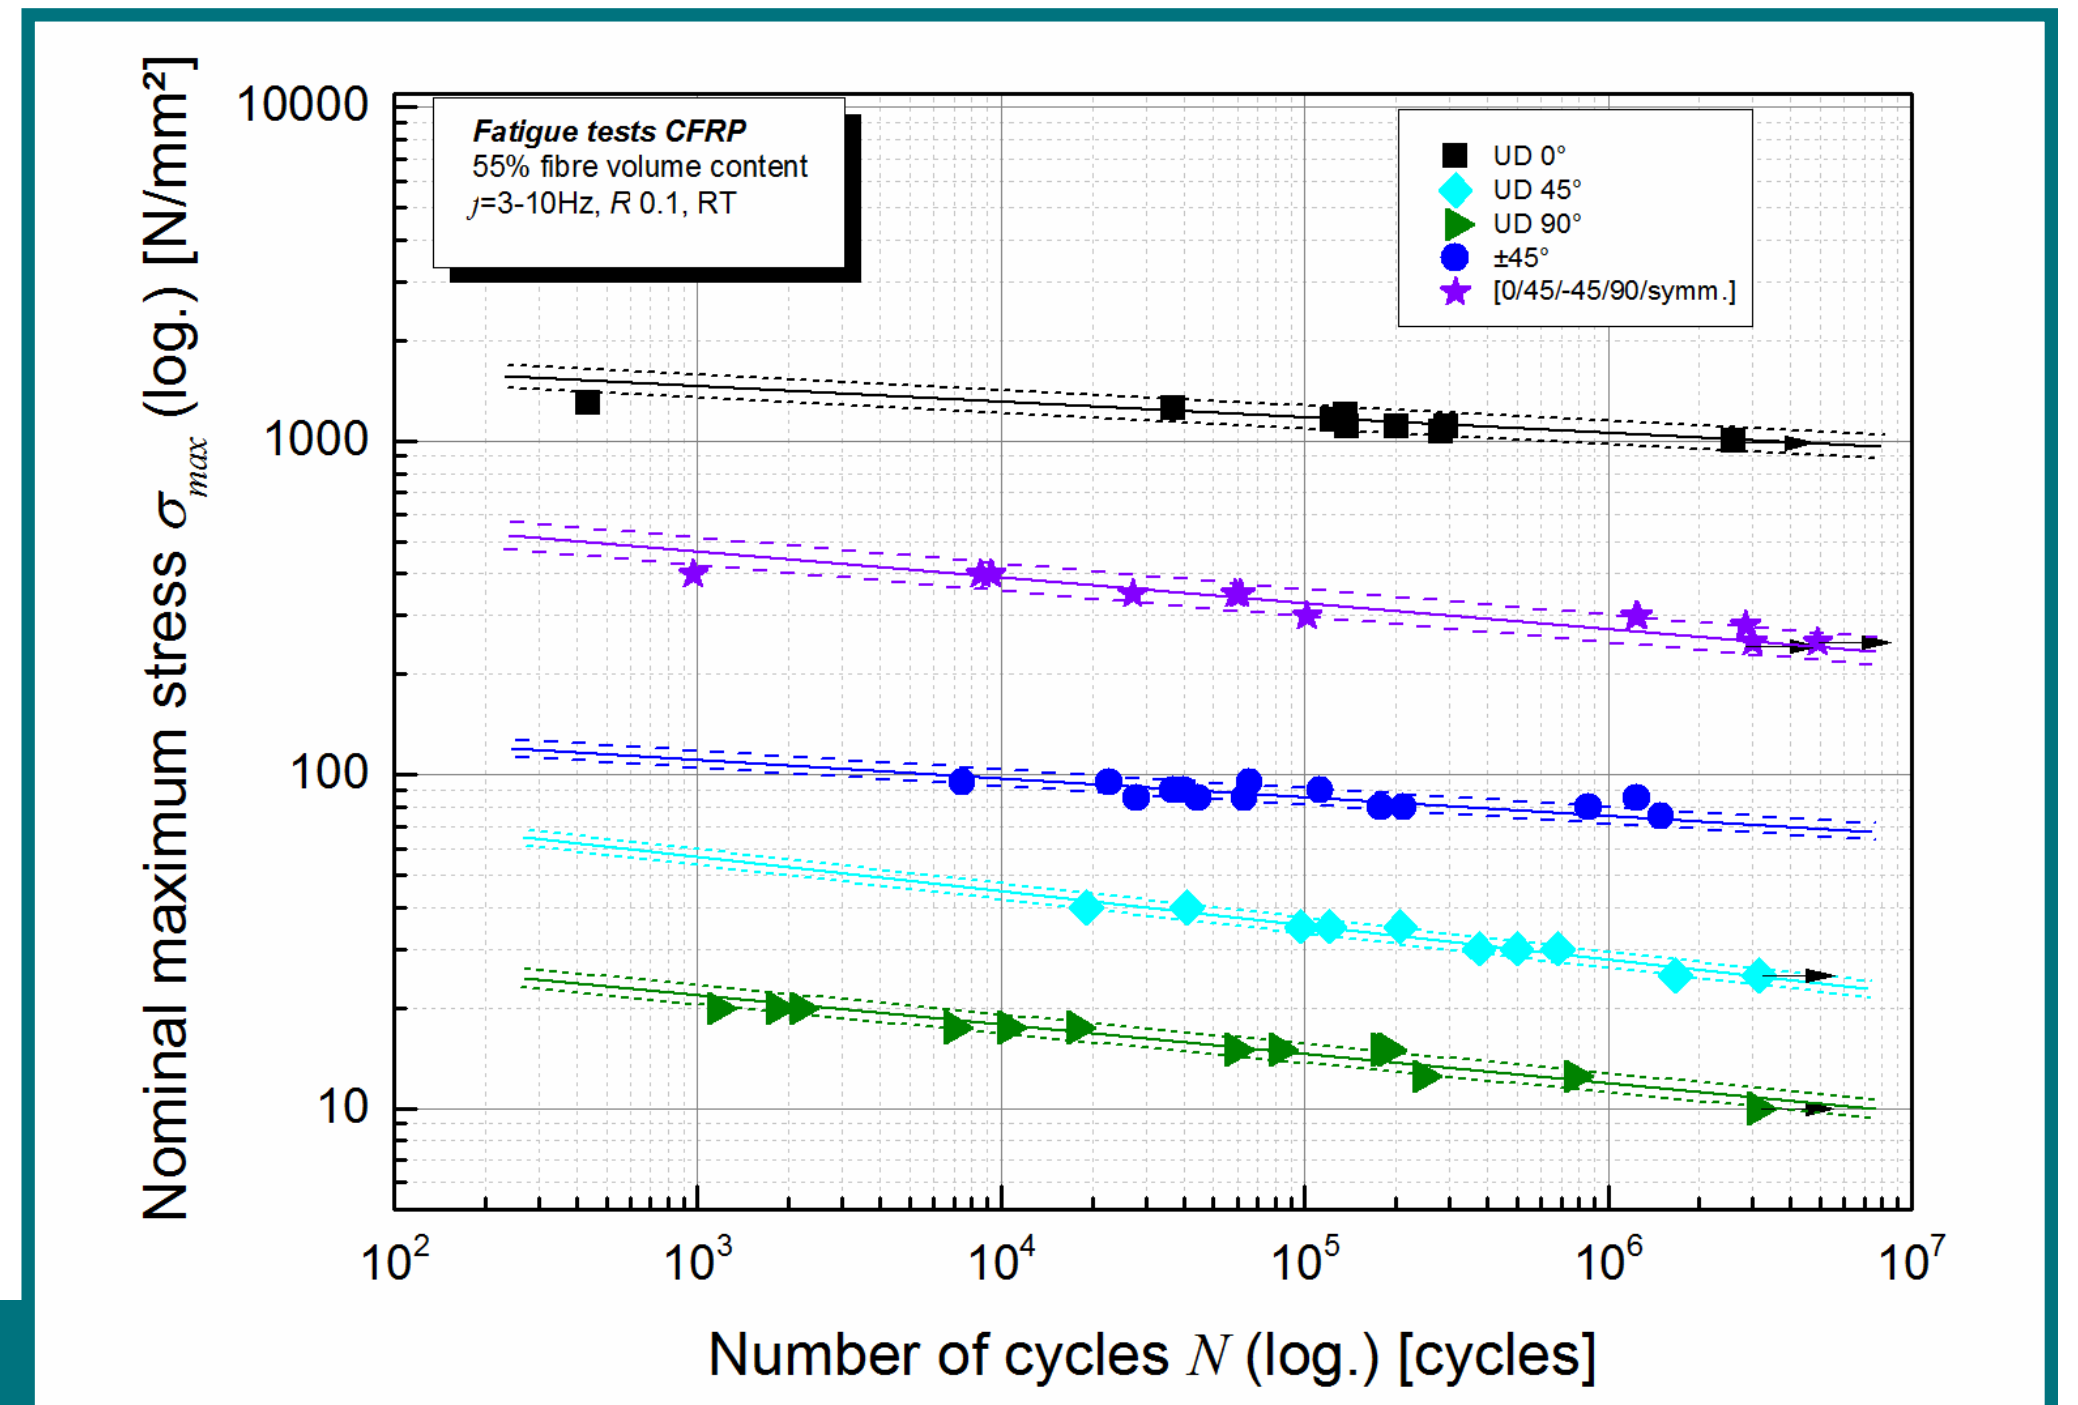 Nominal maximum stress σmax (log.) [N/mm²]
10000
1000
100
10
Fatigue tests CFRP
55% fibre volume content
f=3-10Hz, R 0.1, RT
UD 0°
UD 45°
UD 90°
±45°
[0/45/-45/90/symm.]
10² 10³ 10⁴ 10⁵ 10⁶ 10⁷
Number of cycles N (log.) [cycles]